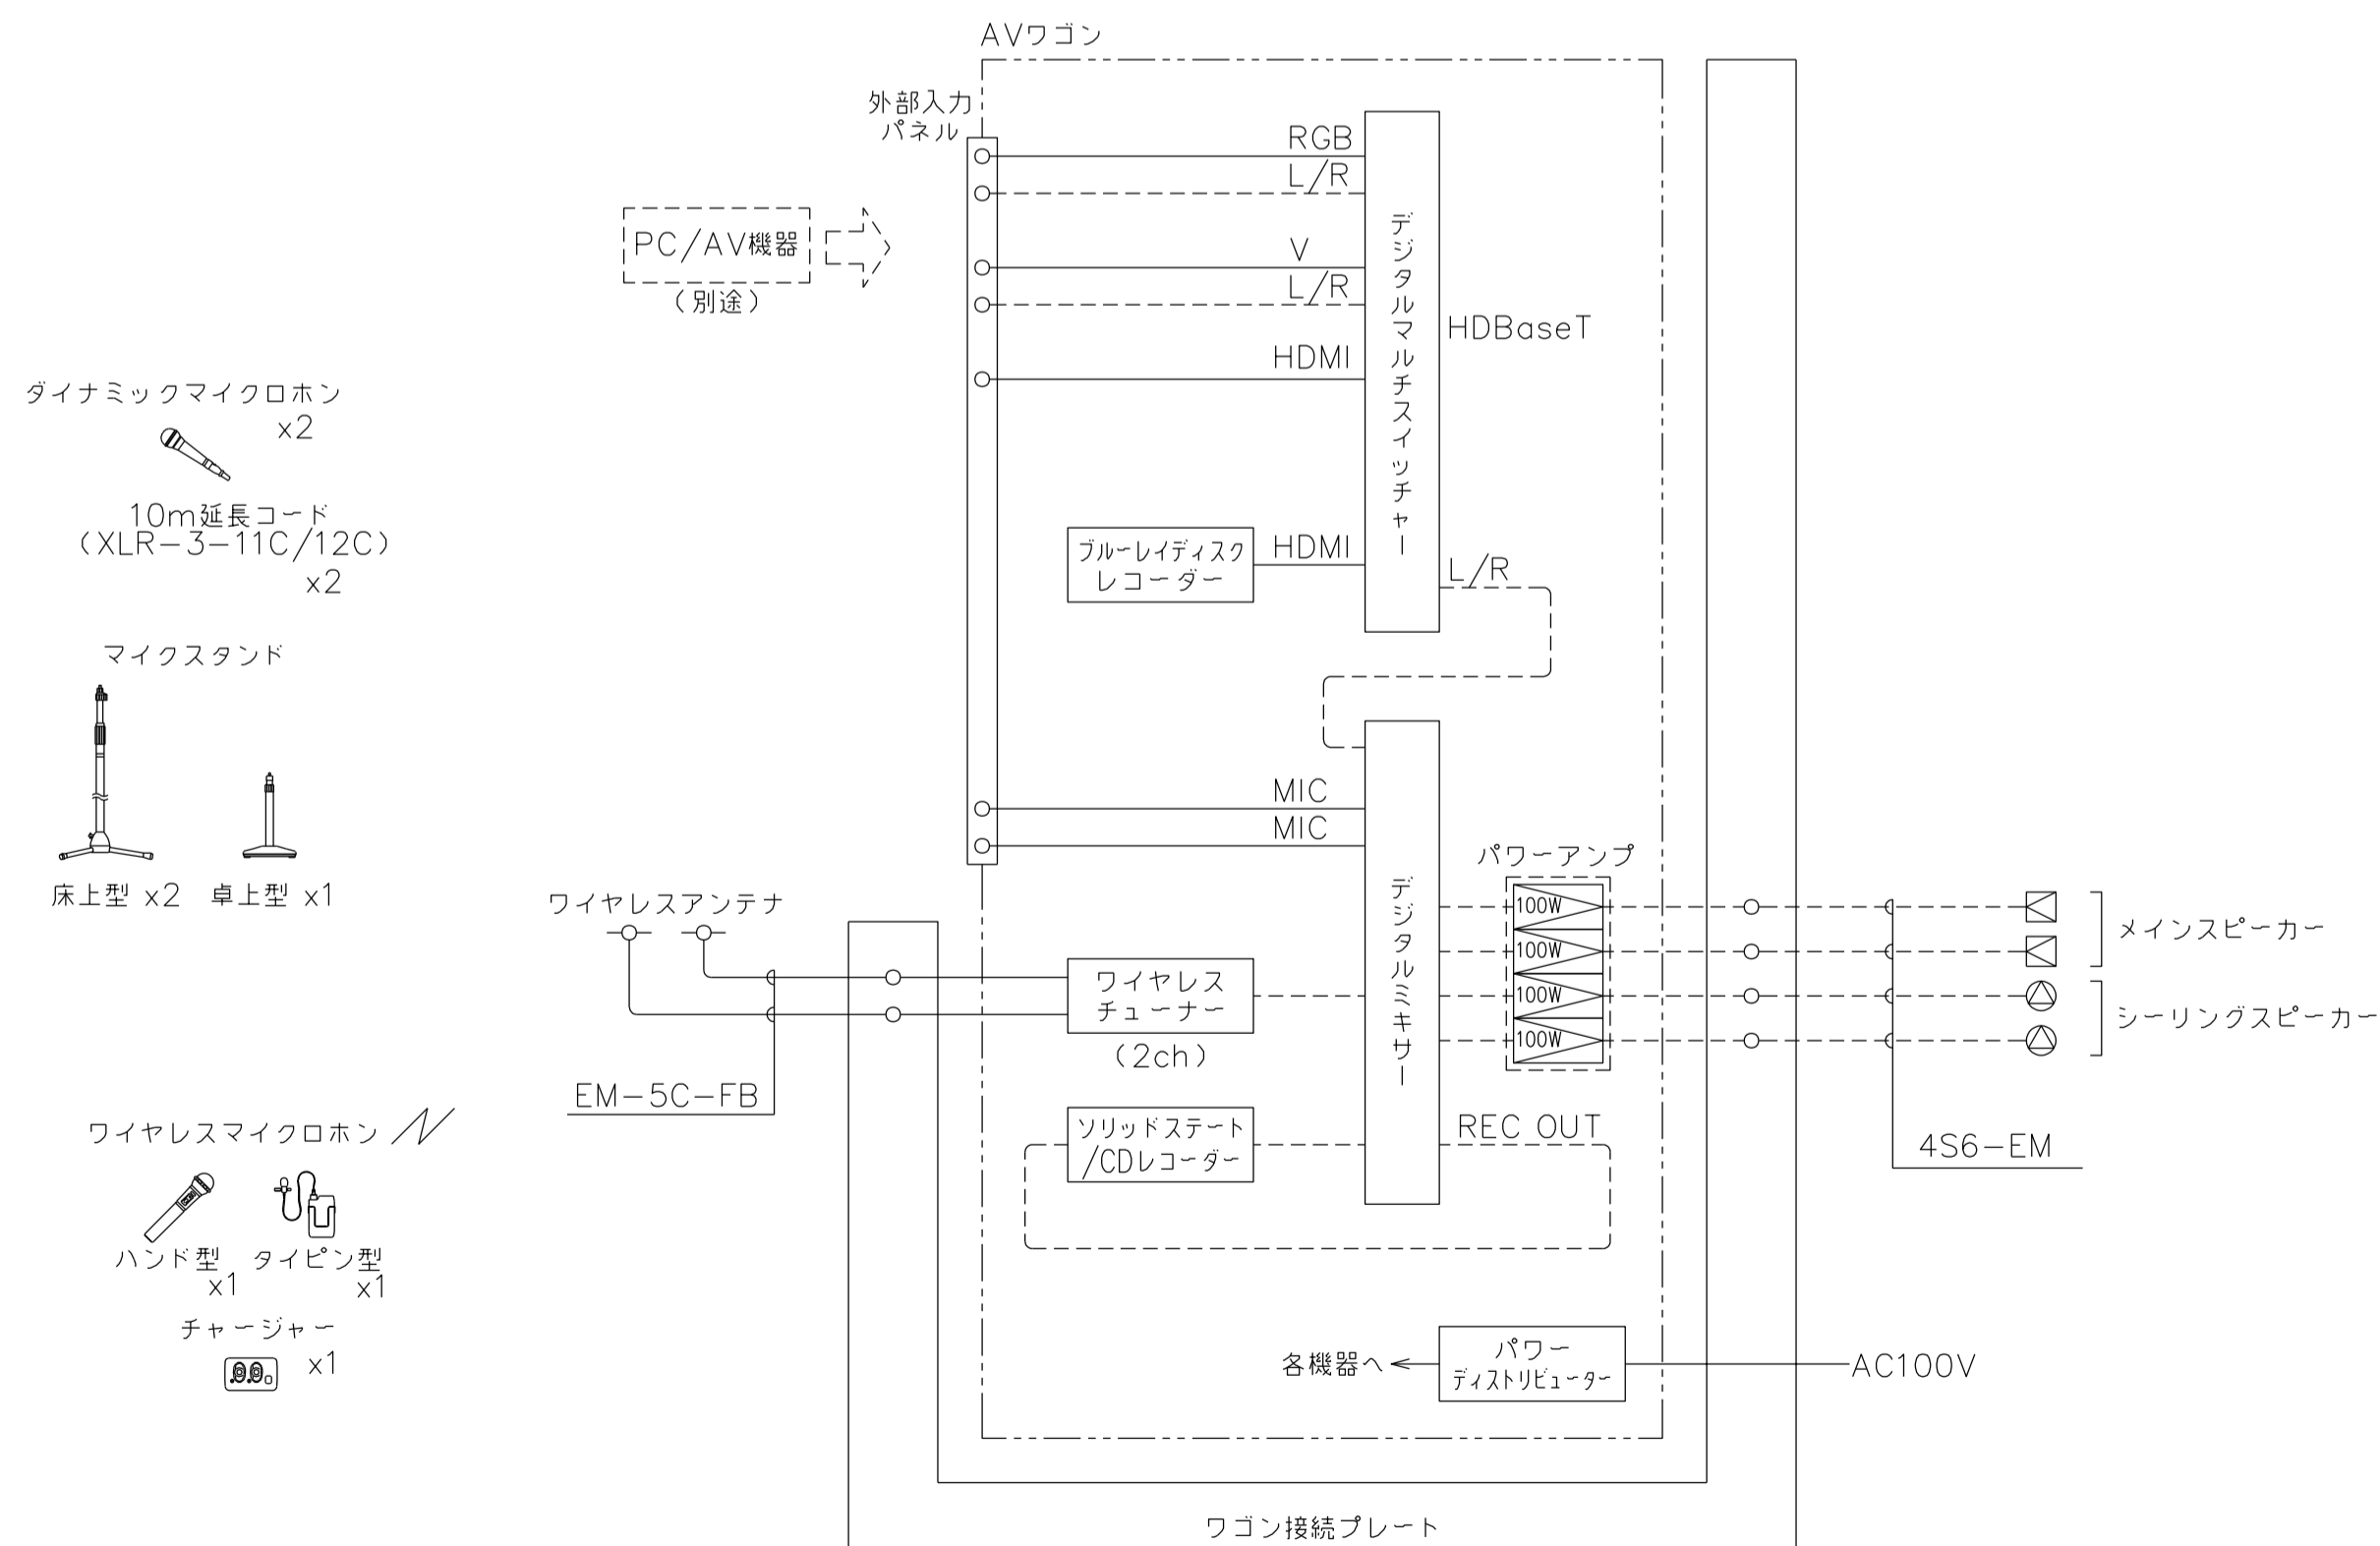 AVワゴン
外部入力
パネル
RGB
L/R
PC/AV機器
(別途)
V
L/R
デジタルマルチスイッチャー
HDBaseT
HDMI
ブルーレイディスク
レコーダー
HDMI
L/R
ダイナミックマイクロホン
x2
10m延長コード
(XLR-3-11C/12C)
x2
マイクスタンド
床上型 x2
卓上型 x1
MIC
MIC
デジタルミキサー
パワーアンプ
100W
100W
100W
100W
メインスピーカー
シーリングスピーカー
ワイヤレスアンテナ
ワイヤレス
チューナー
(2ch)
EM-5C-FB
ソリッドステート
/CDレコーダー
REC OUT
4S6-EM
ワイヤレスマイクロホン
ハンド型
x1
タイピン型
x1
チャージャー
x1
各機器へ
パワー
ディストリビューター
AC100V
ワゴン接続プレート